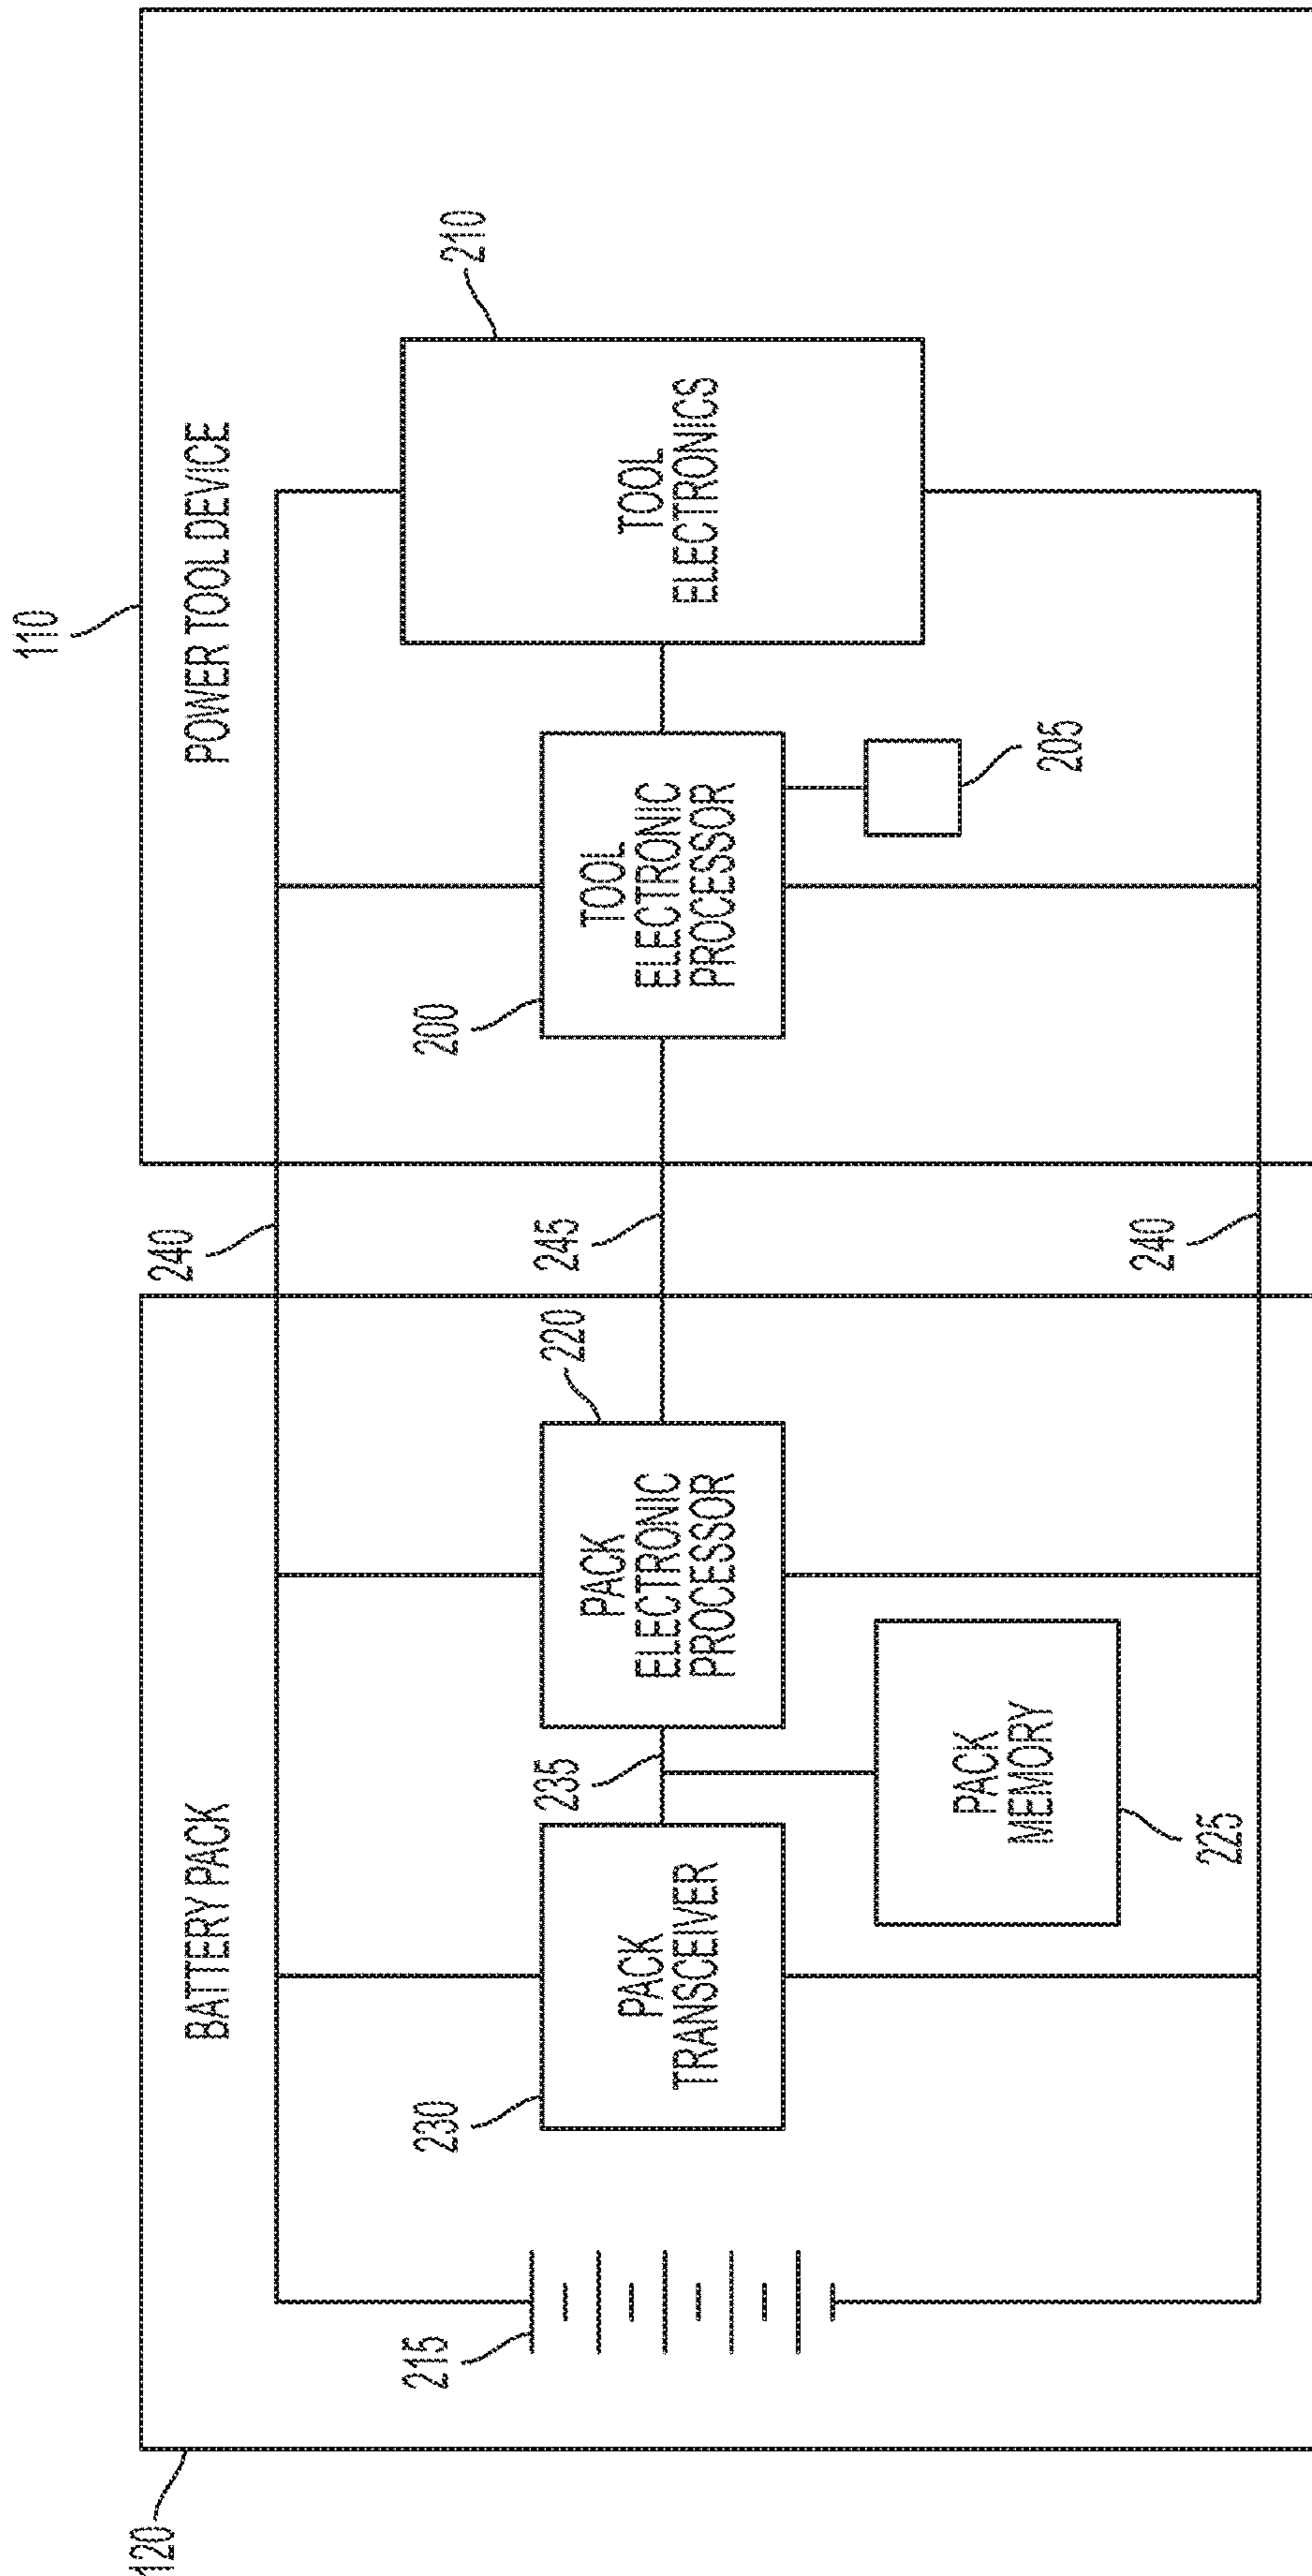 120
BATTERY PACK
215
230
PACK
TRANSCEIVER
235
PACK
ELECTRONIC
PROCESSOR
220
PACK
MEMORY
225
240
245
240
110
POWER TOOL DEVICE
200
TOOL
ELECTRONIC
PROCESSOR
205
TOOL
ELECTRONICS
210